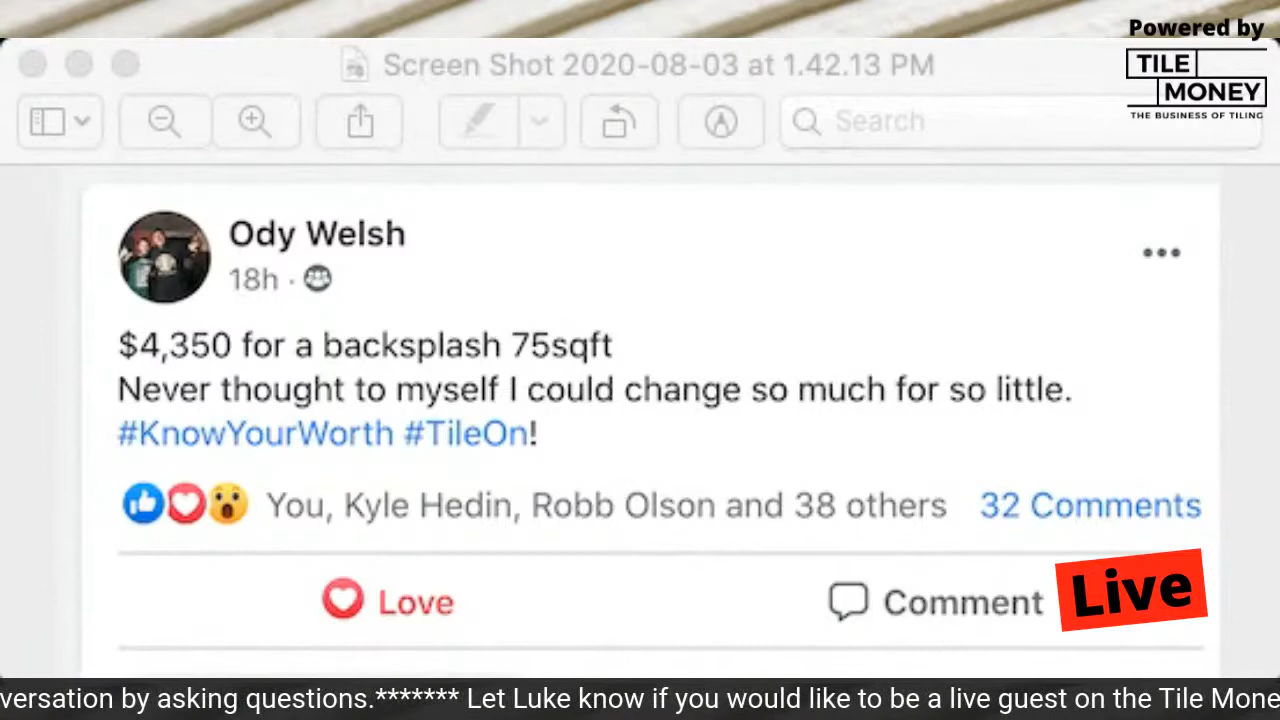 Powered by
TILE
MONEY
THE BUSINESS OF TILING
Screen Shot 2020-08-03 at 1.42.13 PM
Search
Ody Welsh
18h ·
$4,350 for a backsplash 75sqft
Never thought to myself I could change so much for so little.
#KnowYourWorth #TileOn!
You, Kyle Hedin, Robb Olson and 38 others 32 Comments
Love Comment
Live
versation by asking questions.******* Let Luke know if you would like to be a live guest on the Tile Mone